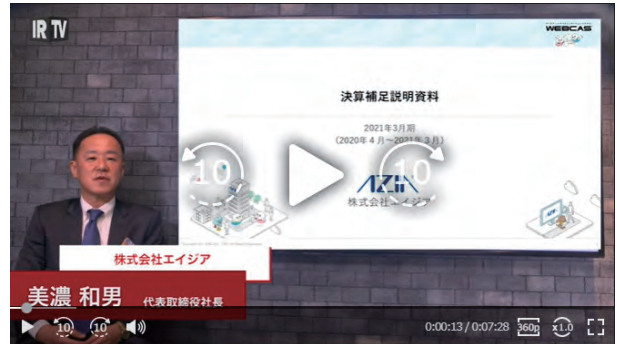 IR TV
WEBCAS
決算補足説明資料
2021年3月期
(2020年4月~2021年3月)
10
10
AZIA
株式会社エイジア
株式会社エイジア
美濃 和男 代表取締役社長
10
10
0:00:13 / 0:07:28
360p
x1.0